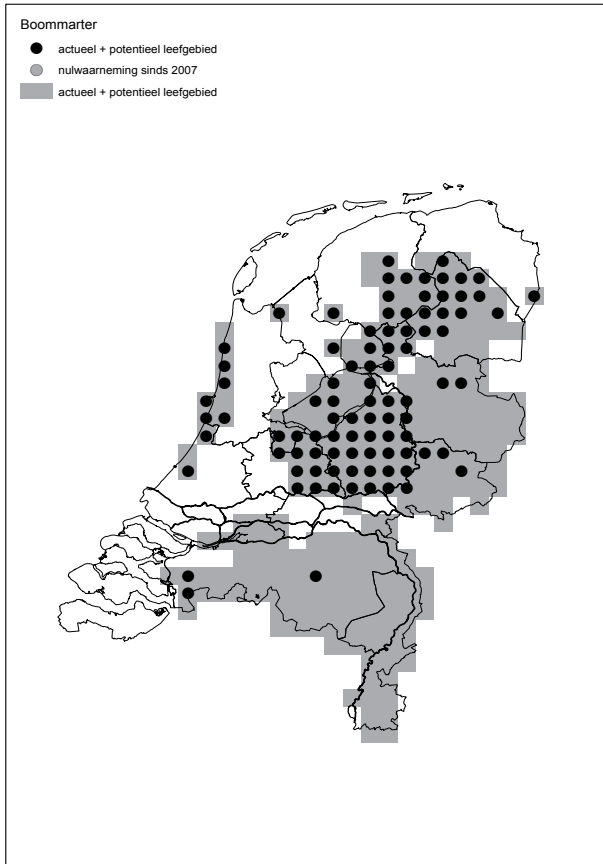 Boommarter
actueel + potentieel leefgebied
nulwaarneming sinds 2007
actueel + potentieel leefgebied